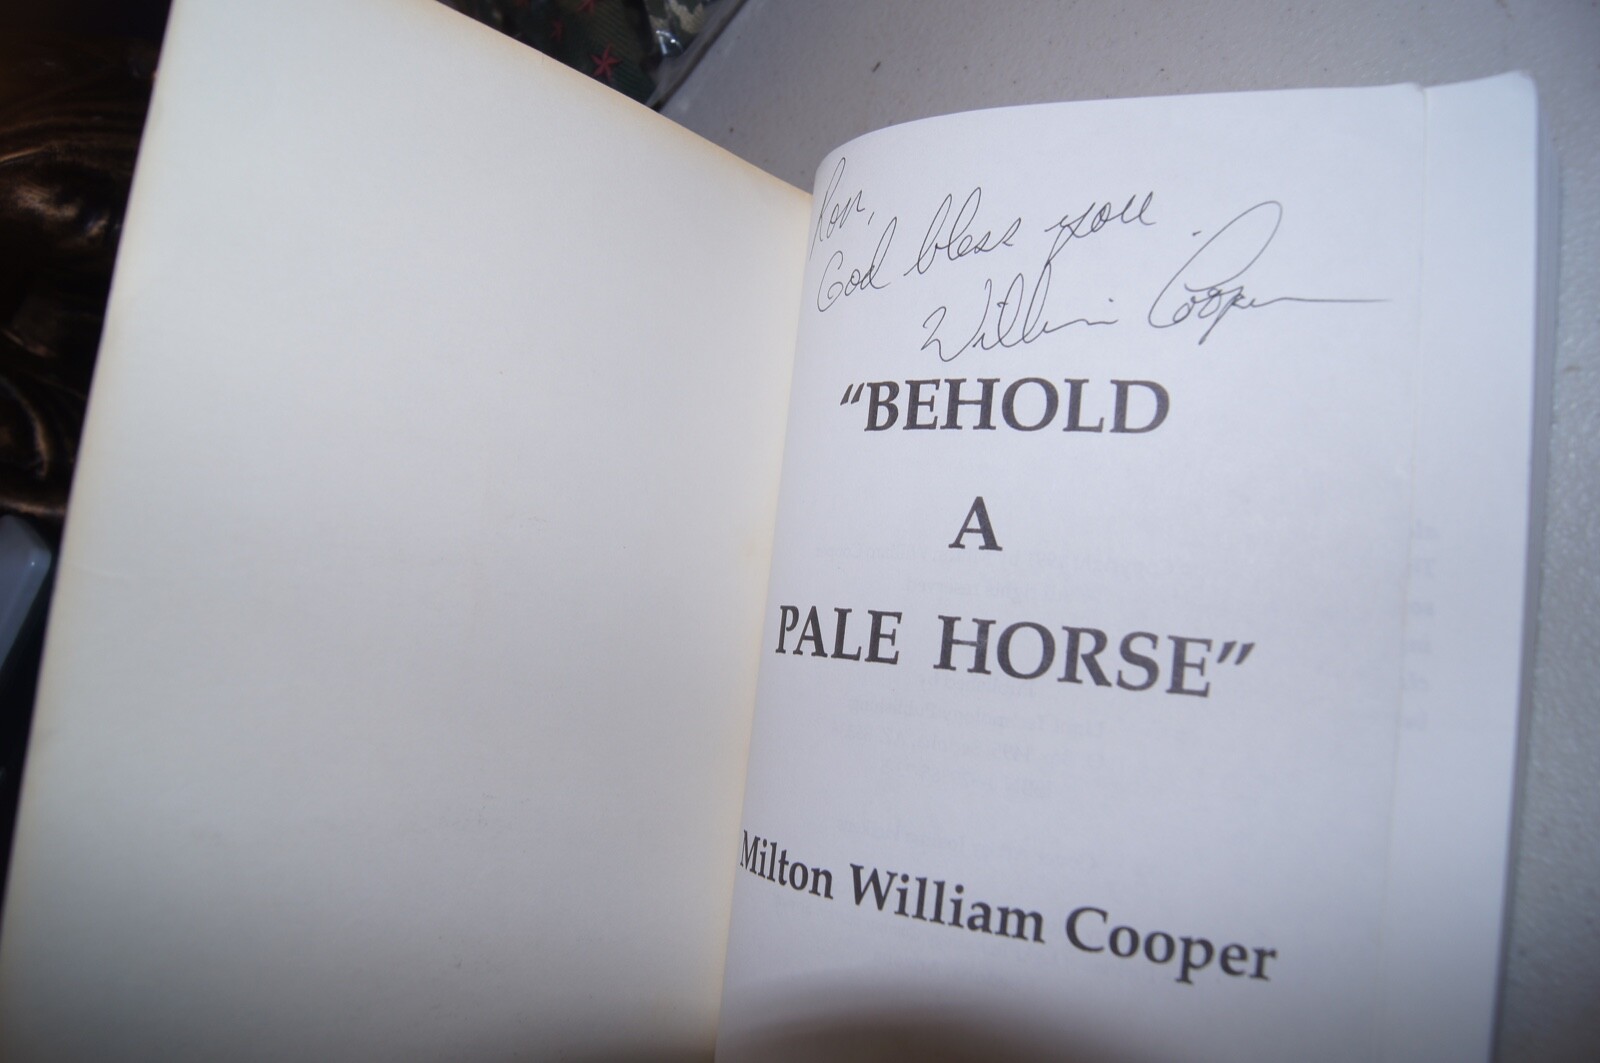 Ron,
God bless you.
William Cooper
“BEHOLD
A
PALE HORSE”
Milton William Cooper